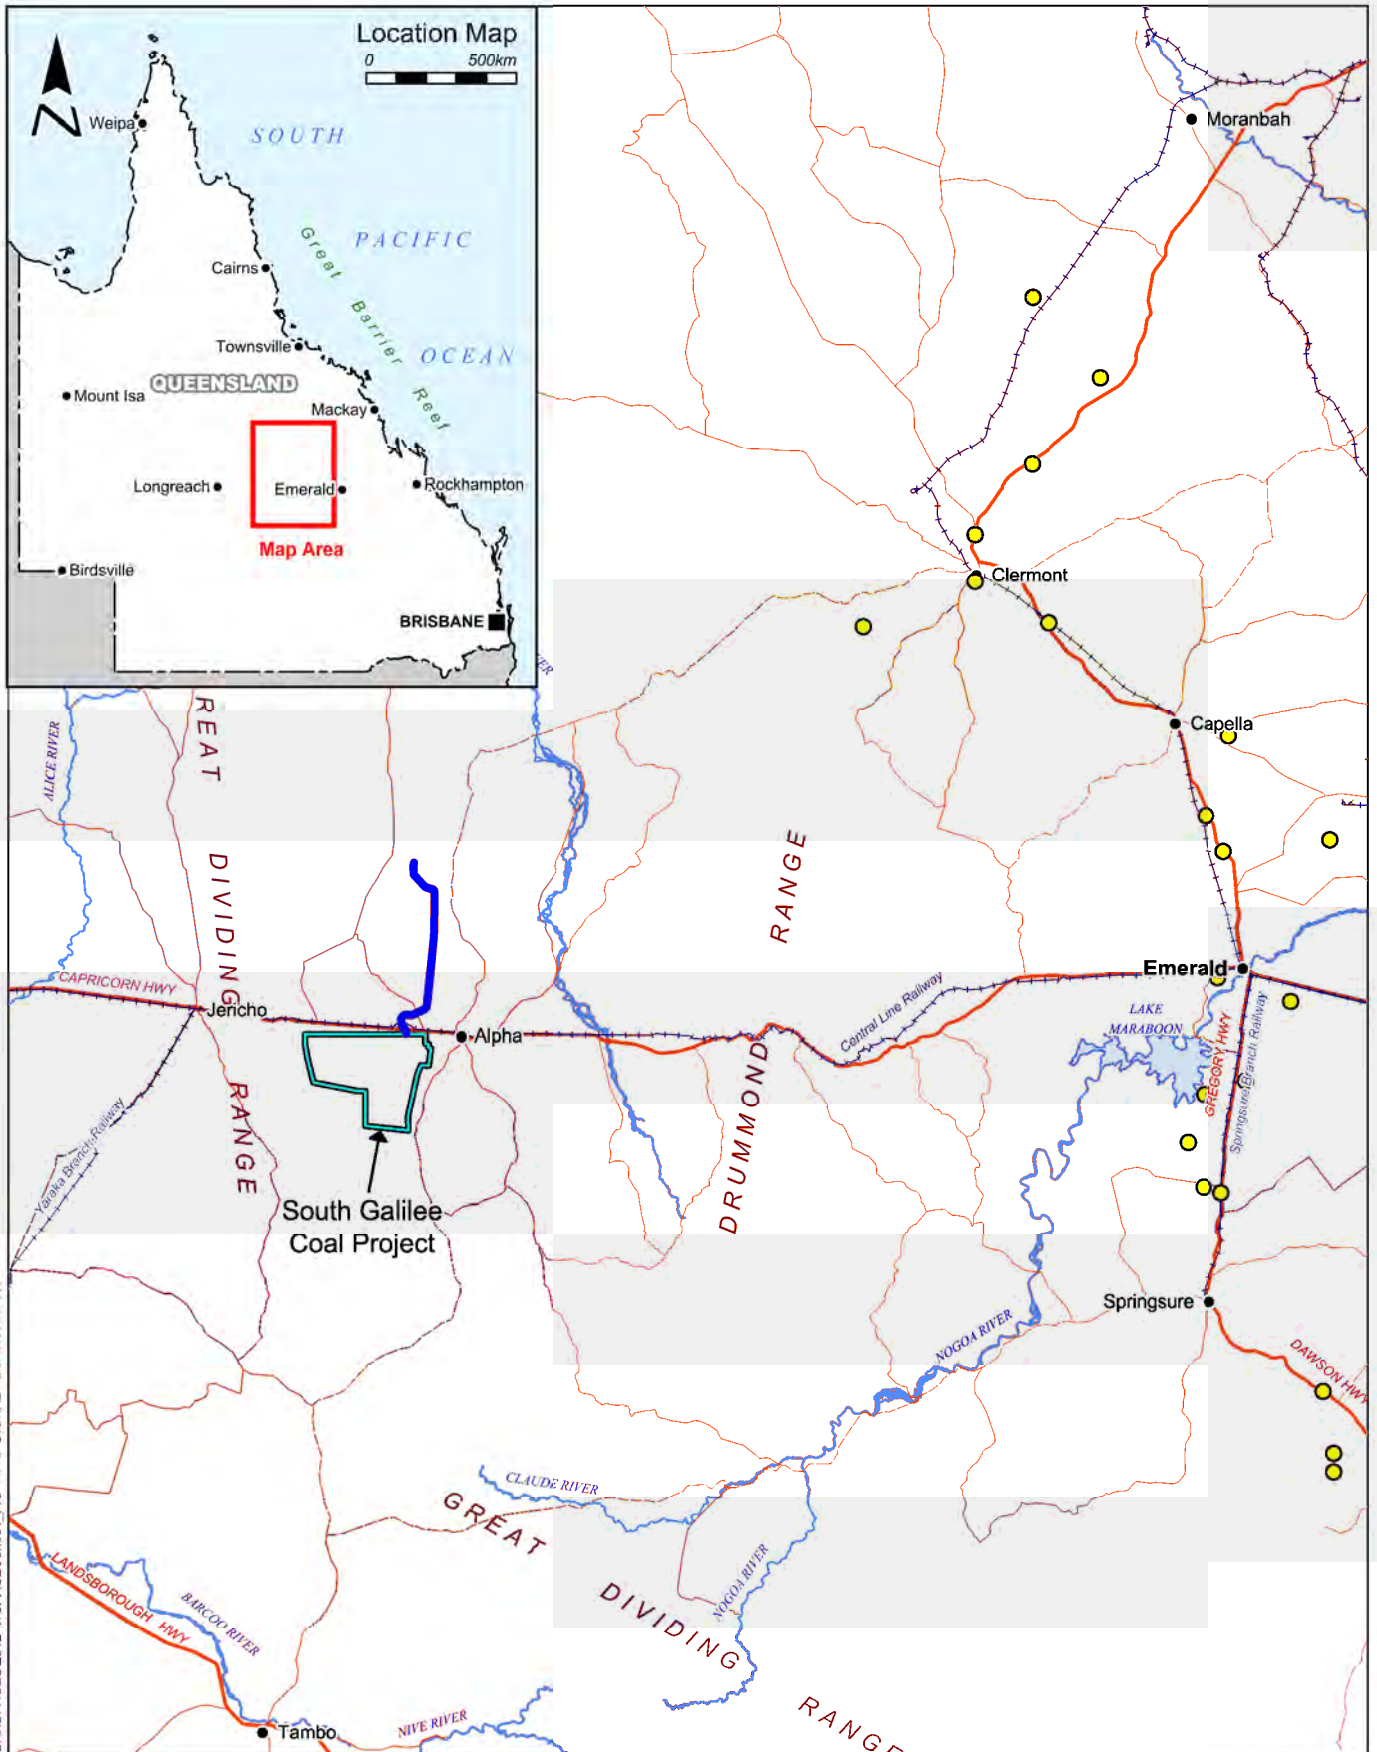 Location Map
0 500km
Weipa
SOUTH
PACIFIC
OCEAN
Great Barrier Reef
Cairns
Townsville
QUEENSLAND
Mount Isa
Mackay
Longreach
Emerald
Rockhampton
Map Area
Birdsville
BRISBANE
Moranbah
Clermont
Capella
ALICE RIVER
REAT
DIVIDING
RANGE
RANGE
DRUMMOND
CAPRICORN HWY
Jericho
Alpha
Central Line Railway
Emerald
LAKE
MARABOON
GREGORY HWY
Springsure Branch Railway
Yaraka Branch Railway
South Galilee
Coal Project
Springsure
DAWSON HWY
NOGOA RIVER
CLAUDE RIVER
GREAT
DIVIDING
RANGE
NOGOA RIVER
LANDSBOROUGH HWY
BARCOO RIVER
Tambo
NIVE RIVER